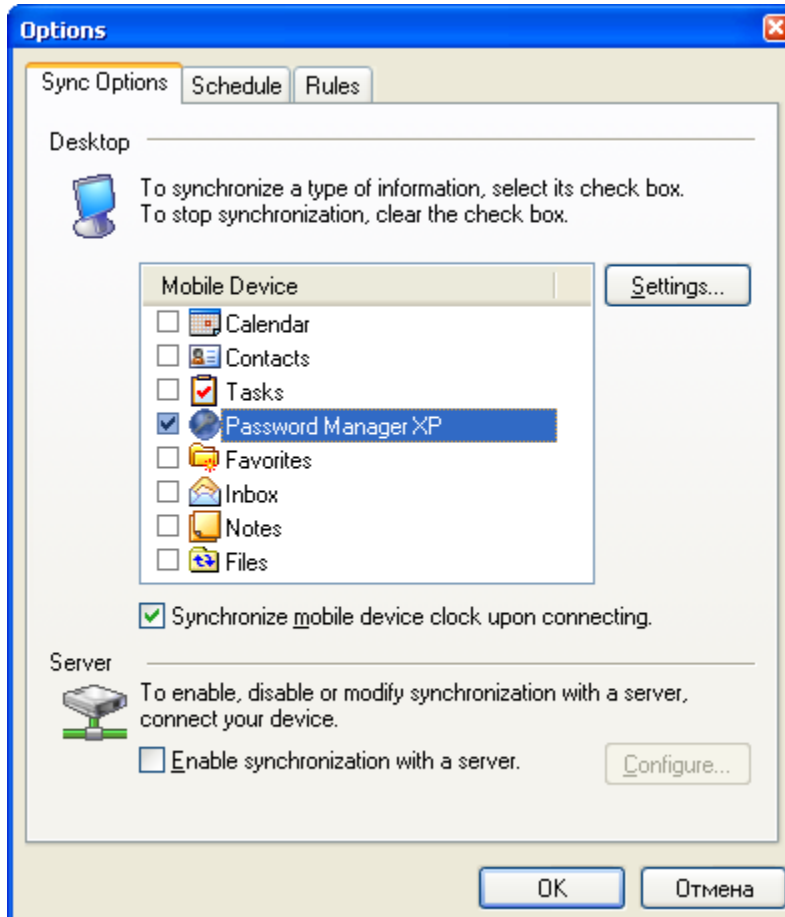 Options
Sync Options Schedule Rules
Desktop
To synchronize a type of information, select its check box.
To stop synchronization, clear the check box.
Mobile Device
Settings...
Calendar
Contacts
Tasks
Password Manager XP
Favorites
Inbox
Notes
Files
Synchronize mobile device clock upon connecting.
Server
To enable, disable or modify synchronization with a server,
connect your device.
Enable synchronization with a server.
Configure...
OK Отмена